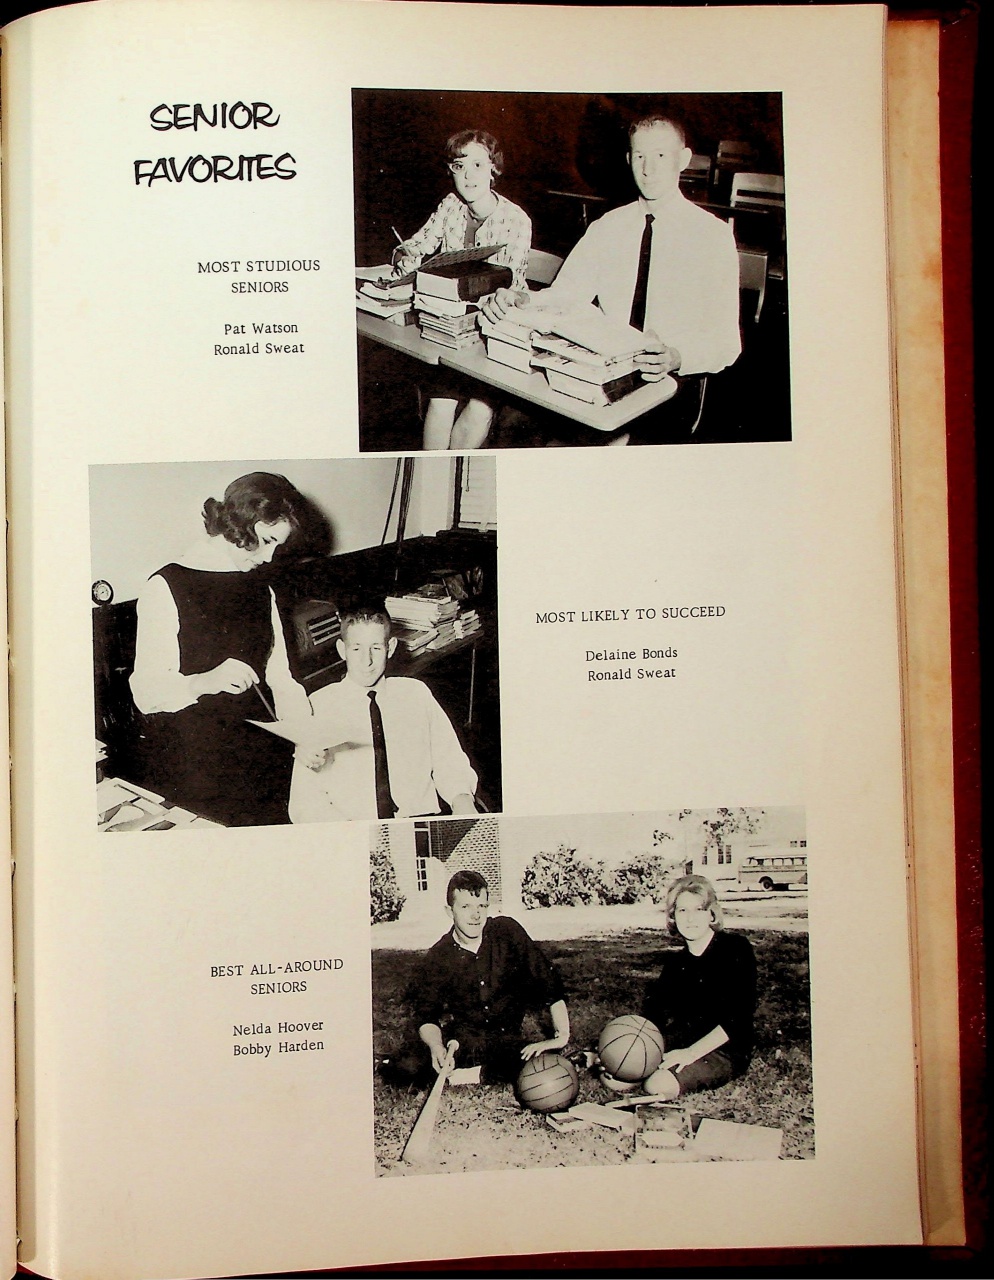 SENIOR
FAVORITES
MOST STUDIOUS
SENIORS
Pat Watson
Ronald Sweat
MOST LIKELY TO SUCCEED
Delaine Bonds
Ronald Sweat
BEST ALL-AROUND
SENIORS
Nelda Hoover
Bobby Harden